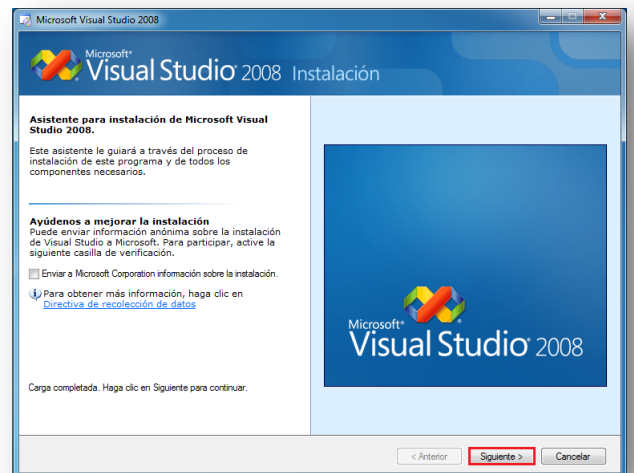 Microsoft Visual Studio 2008
Microsoft®
Visual Studio® 2008 Instalación
Asistente para instalación de Microsoft Visual
Studio 2008.
Este asistente le guiará a través del proceso de
instalación de este programa y de todos los
componentes necesarios.
Ayúdenos a mejorar la instalación
Puede enviar información anónima sobre la instalación
de Visual Studio a Microsoft. Para participar, active la
siguiente casilla de verificación.
Enviar a Microsoft Corporation información sobre la instalación.
Para obtener más información, haga clic en
Directiva de recolección de datos
Microsoft®
Visual Studio® 2008
Carga completada. Haga clic en Siguiente para continuar.
< Anterior
Siguiente >
Cancelar